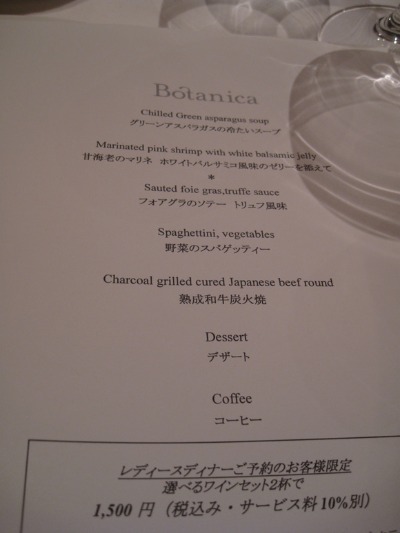 Botanica
Chilled Green asparagus soup
グリーンアスパラガスの冷たいスープ
Marinated pink shrimp with white balsamic jelly
甘海老のマリネ ホワイトバルサミコ風味のゼリーを添えて
*
Sauted foie gras,truffe sauce
フォアグラのソテー トリュフ風味
Spaghettini, vegetables
野菜のスパゲッティー
Charcoal grilled cured Japanese beef round
熟成和牛炭火焼
Dessert
デザート
Coffee
コーヒー
レディースディナーご予約のお客様限定
選べるワインセット2杯で
1,500 円（税込み・サービス料10%別）